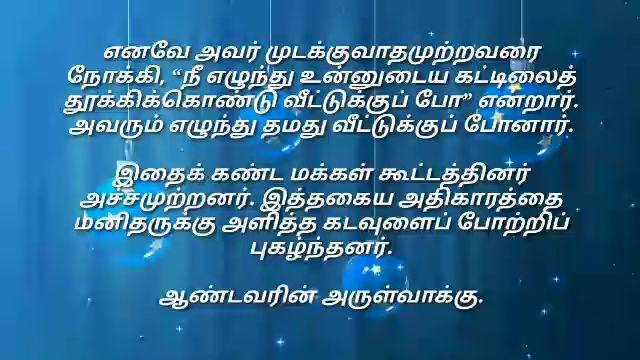 எனவே அவர் முடக்குவாதமுற்றவரை
நோக்கி, “நீ எழுந்து உன்னுடைய கட்டிலைத்
தூக்கிக்கொண்டு வீட்டுக்குப் போ” என்றார்.
அவரும் எழுந்து தமது வீட்டுக்குப் போனார்.
இதைக் கண்ட மக்கள் கூட்டத்தினர்
அச்சமுற்றனர். இத்தகைய அதிகாரத்தை
மனிதருக்கு அளித்த கடவுளைப் போற்றிப்
புகழ்ந்தனர்.
ஆண்டவரின் அருள்வாக்கு.